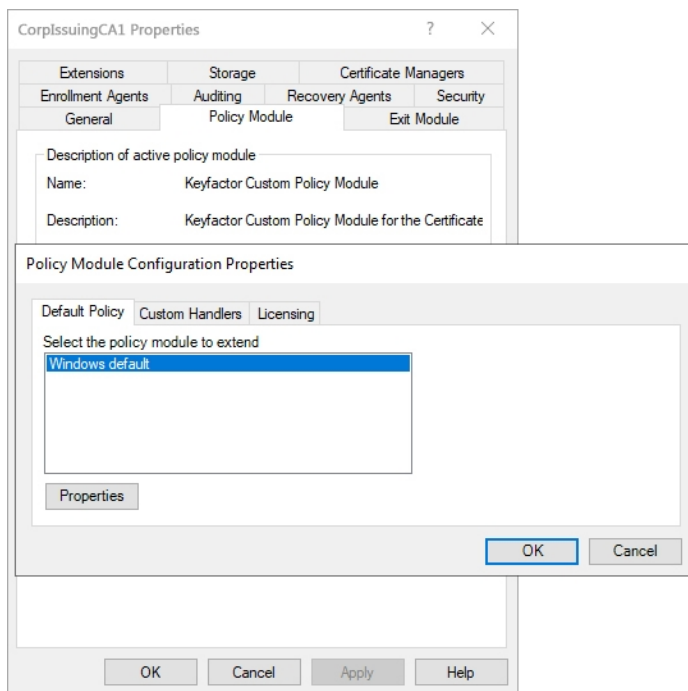 CorpIssuingCA1 Properties
?
Extensions Storage Certificate Managers
Enrollment Agents Auditing Recovery Agents Security
General Policy Module Exit Module
Description of active policy module
Name: Keyfactor Custom Policy Module
Description: Keyfactor Custom Policy Module for the Certificate
Policy Module Configuration Properties
Default Policy Custom Handlers Licensing
Select the policy module to extend
Windows default
Properties
OK Cancel
OK Cancel Apply Help